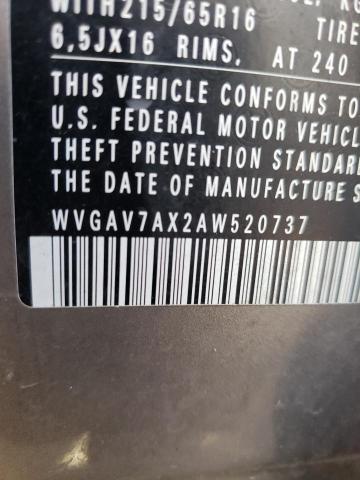 WITH215/65R16 TIRE
6,5JX16 RIMS, AT 240
THIS VEHICLE CONFORMS TO
U.S. FEDERAL MOTOR VEHICL
THEFT PREVENTION STANDAR
THE DATE OF MANUFACTURE S
WVGAV7AX2AW520737